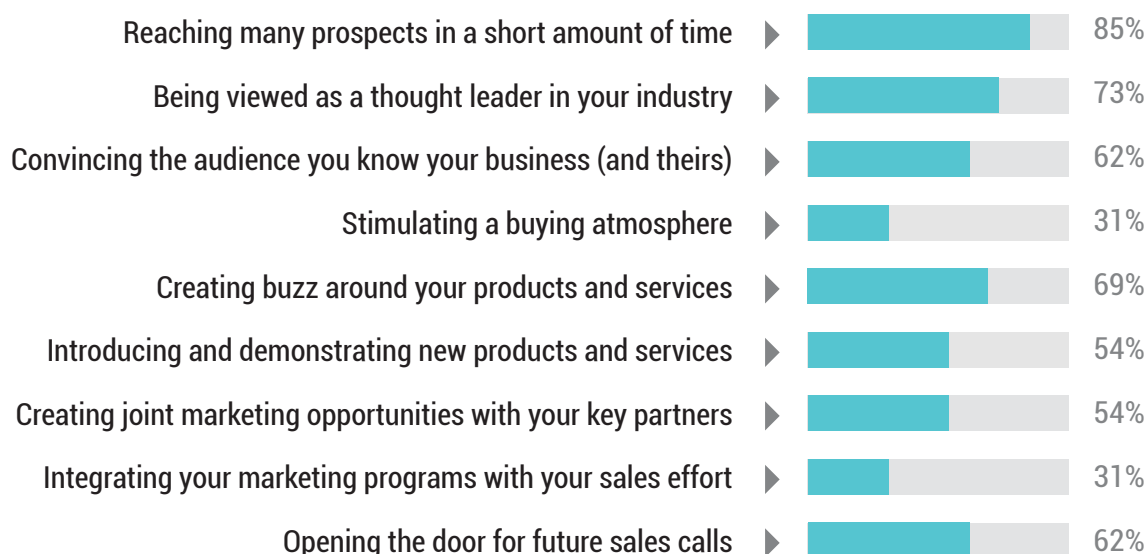 Reaching many prospects in a short amount of time 85%
Being viewed as a thought leader in your industry 73%
Convincing the audience you know your business (and theirs) 62%
Stimulating a buying atmosphere 31%
Creating buzz around your products and services 69%
Introducing and demonstrating new products and services 54%
Creating joint marketing opportunities with your key partners 54%
Integrating your marketing programs with your sales effort 31%
Opening the door for future sales calls 62%